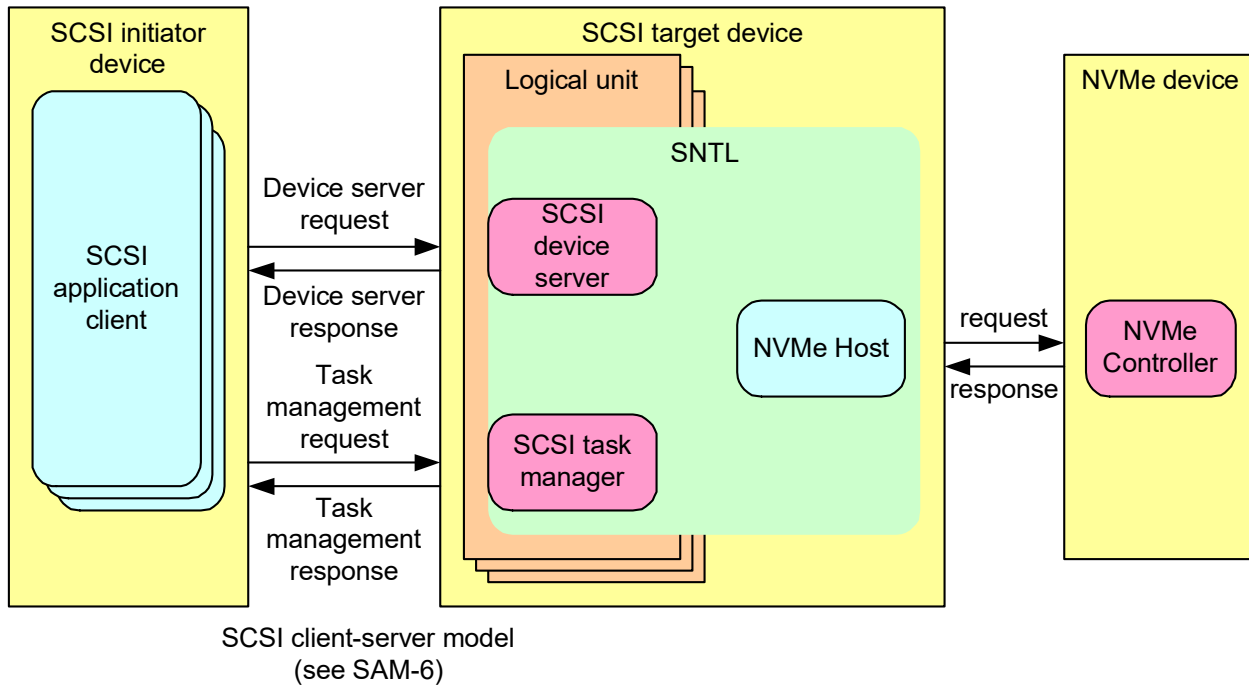 SCSI initiator
device
SCSI
application
client
Device server
request
Device server
response
Task
management
request
Task
management
response
SCSI target device
Logical unit
SNTL
SCSI
device
server
NVMe Host
SCSI task
manager
request
response
NVMe device
NVMe
Controller
SCSI client-server model
(see SAM-6)